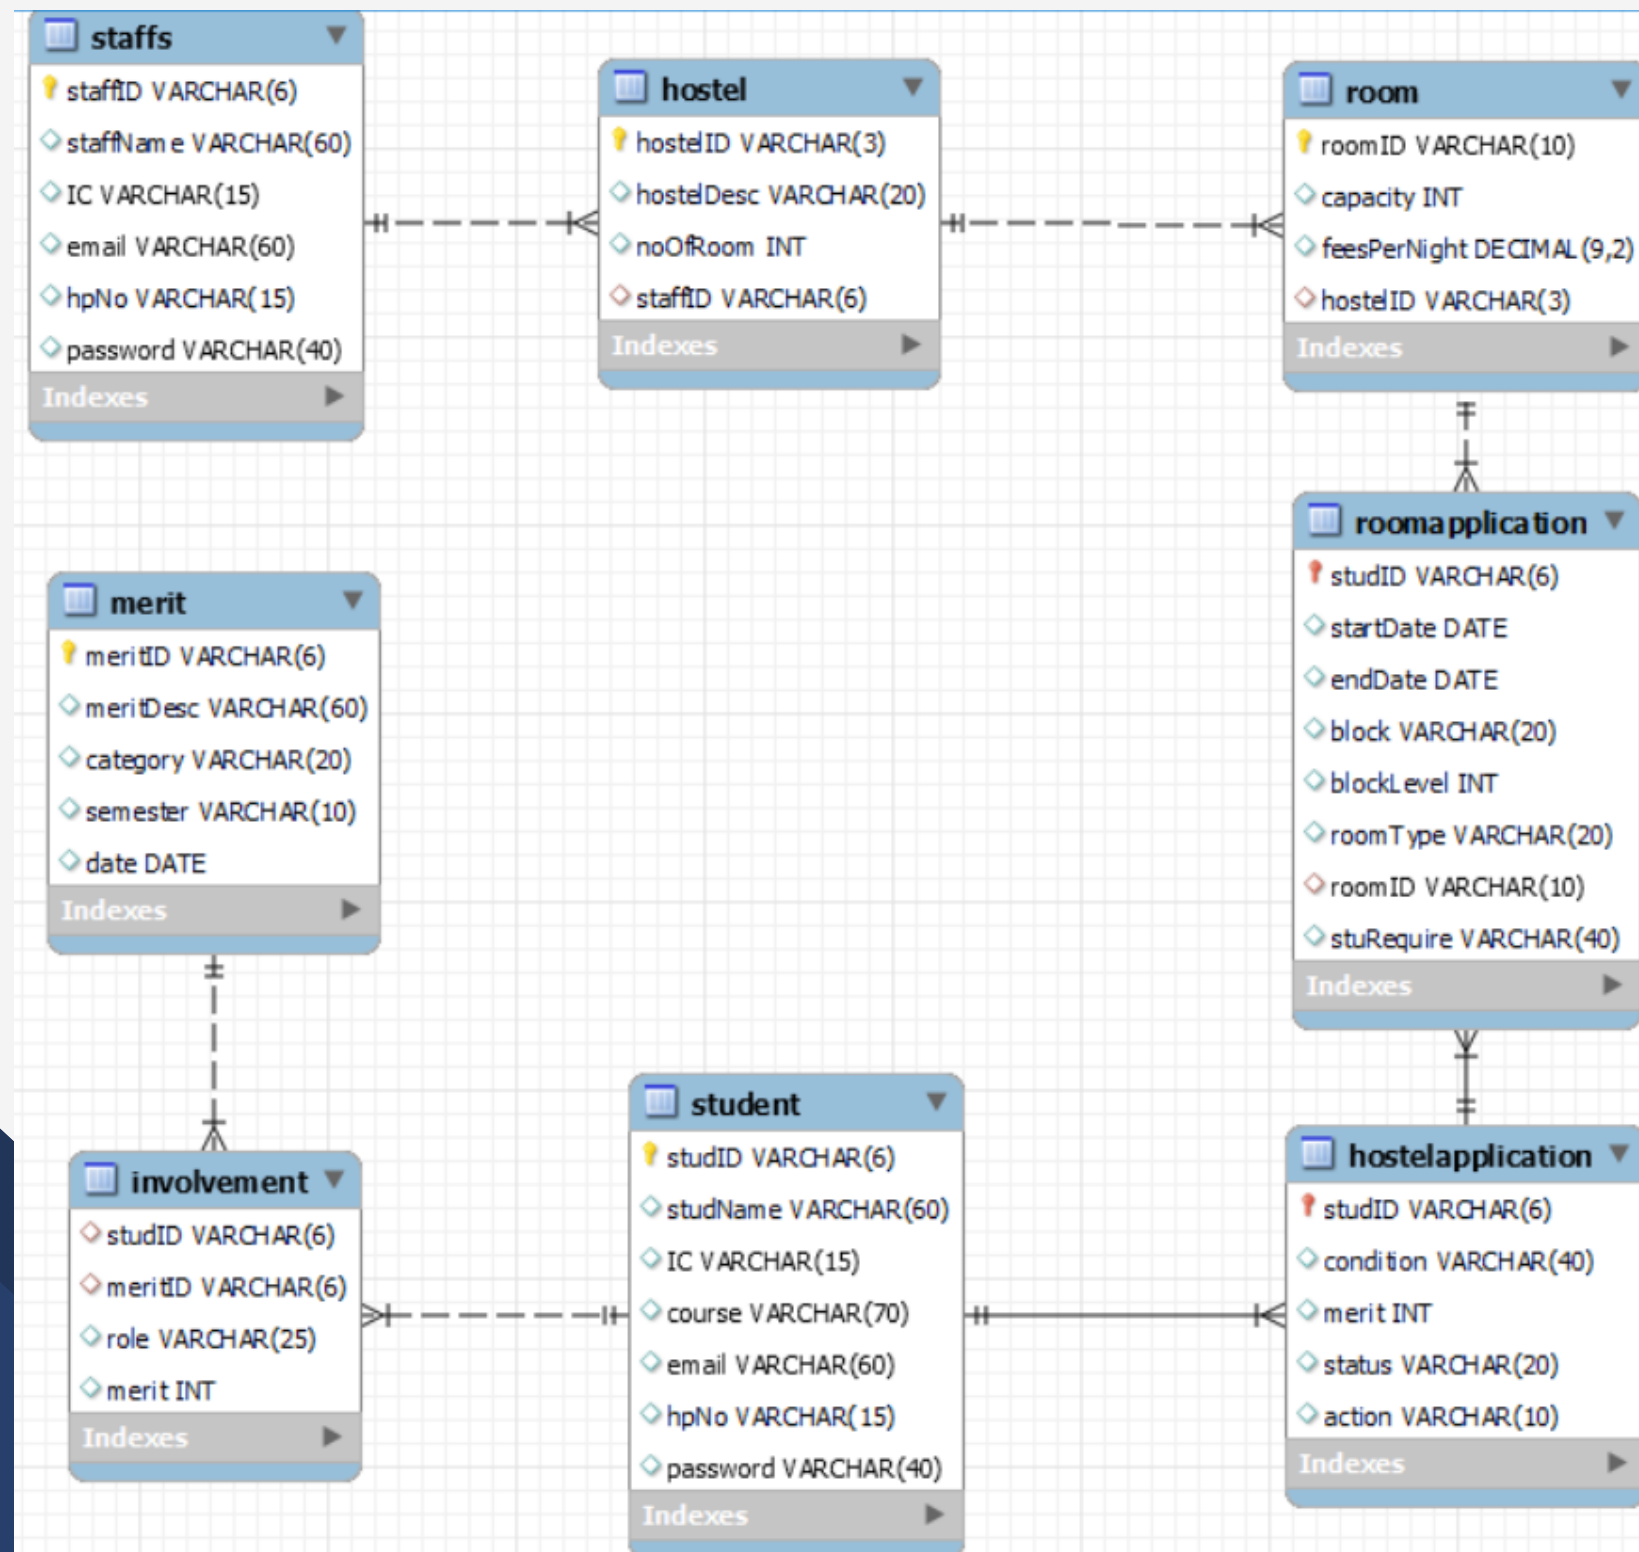 staffs
staffID VARCHAR(6)
staffName VARCHAR(60)
IC VARCHAR(15)
email VARCHAR(60)
hpNo VARCHAR(15)
password VARCHAR(40)
Indexes
hostel
hostelID VARCHAR(3)
hostelDesc VARCHAR(20)
noOfRoom INT
staffID VARCHAR(6)
Indexes
room
roomID VARCHAR(10)
capacity INT
feesPerNight DECIMAL(9,2)
hostelID VARCHAR(3)
Indexes
roomapplication
studID VARCHAR(6)
startDate DATE
endDate DATE
block VARCHAR(20)
blockLevel INT
roomType VARCHAR(20)
roomID VARCHAR(10)
stuRequire VARCHAR(40)
Indexes
merit
meritID VARCHAR(6)
meritDesc VARCHAR(60)
category VARCHAR(20)
semester VARCHAR(10)
date DATE
Indexes
involvement
studID VARCHAR(6)
meritID VARCHAR(6)
role VARCHAR(25)
merit INT
Indexes
student
studID VARCHAR(6)
studName VARCHAR(60)
IC VARCHAR(15)
course VARCHAR(70)
email VARCHAR(60)
hpNo VARCHAR(15)
password VARCHAR(40)
Indexes
hostelapplication
studID VARCHAR(6)
condition VARCHAR(40)
merit INT
status VARCHAR(20)
action VARCHAR(10)
Indexes